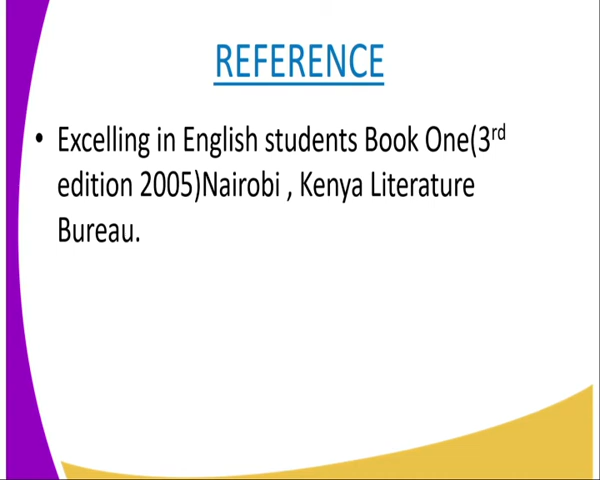 REFERENCE
• Excelling in English students Book One(3rd
edition 2005)Nairobi , Kenya Literature
Bureau.